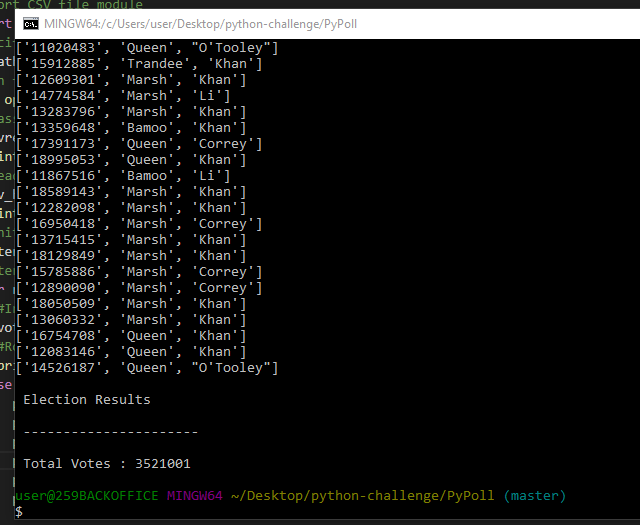 MINGW64:/c/Users/user/Desktop/python-challenge/PyPoll
['11020483', 'Queen', "O'Tooley"]
['15912885', 'Trandee', 'Khan']
['12609301', 'Marsh', 'Khan']
['14774584', 'Marsh', 'Li']
['13283796', 'Marsh', 'Khan']
['13359648', 'Bamoo', 'Khan']
['17391173', 'Queen', 'Correy']
['18995053', 'Queen', 'Khan']
['11867516', 'Bamoo', 'Li']
['18589143', 'Marsh', 'Khan']
['12282098', 'Marsh', 'Khan']
['16950418', 'Marsh', 'Correy']
['13715415', 'Marsh', 'Khan']
['18129849', 'Marsh', 'Khan']
['15785886', 'Marsh', 'Correy']
['12890090', 'Marsh', 'Correy']
['18050509', 'Marsh', 'Khan']
['13060332', 'Marsh', 'Khan']
['16754708', 'Queen', 'Khan']
['12083146', 'Queen', 'Khan']
['14526187', 'Queen', "O'Tooley"]
Election Results
----------------------
Total Votes : 3521001
user@259BACKOFFICE MINGW64 ~/Desktop/python-challenge/PyPoll (master)
$